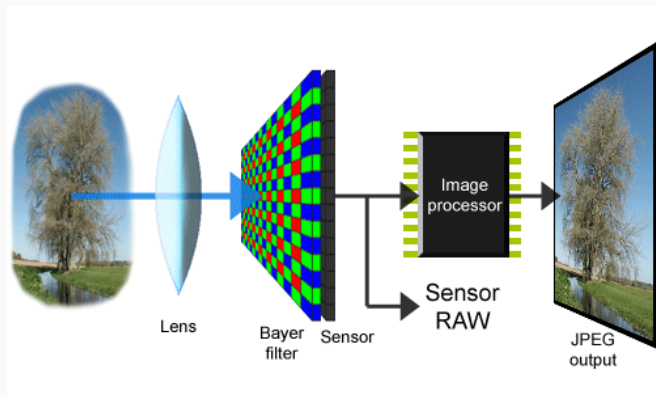 Lens
Bayer
filter
Sensor
Image
processor
Sensor
RAW
JPEG
output